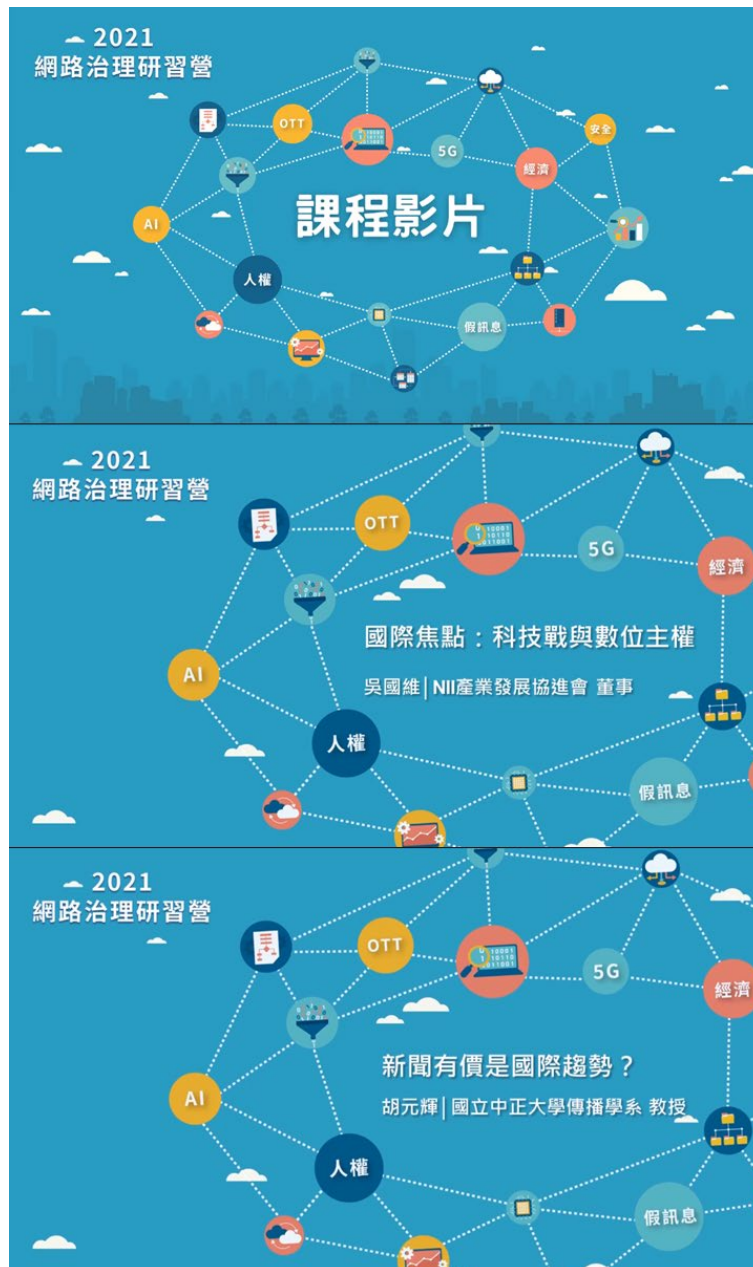 2021
網路治理研習營
OTT
5G
安全
經濟
AI
課程影片
人權
假訊息
2021
網路治理研習營
OTT
5G
經濟
國際焦點：科技戰與數位主權
AI
吳國維|NII產業發展協進會 董事
人權
假訊息
2021
網路治理研習營
OTT
5G
經濟
新聞有價是國際趨勢？
AI
胡元輝|國立中正大學傳播學系 教授
人權
假訊息